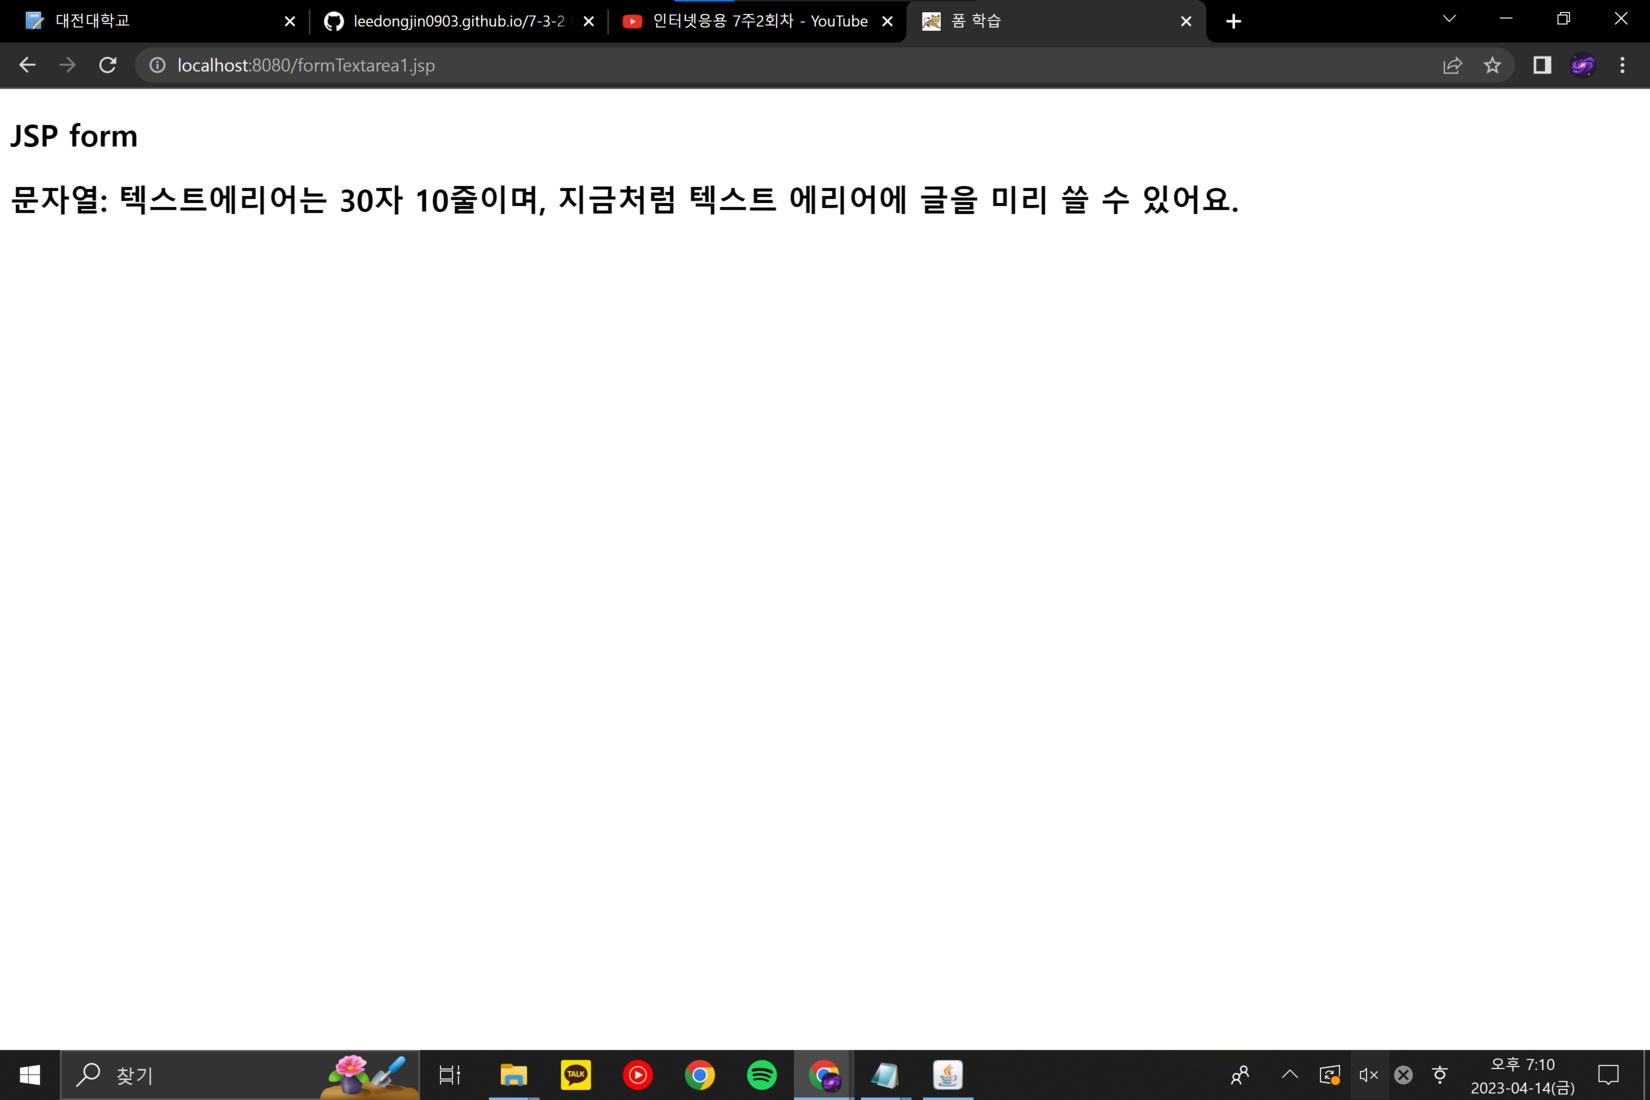 대전대학교
leedongjin0903.github.io/7-3-2
인터넷응용 7주2회차 - YouTube
폼 학습
localhost:8080/formTextarea1.jsp
JSP form
문자열: 텍스트에리어는 30자 10줄이며, 지금처럼 텍스트 에리어에 글을 미리 쓸 수 있어요.
찾기
TALK
오후 7:10
2023-04-14(금)